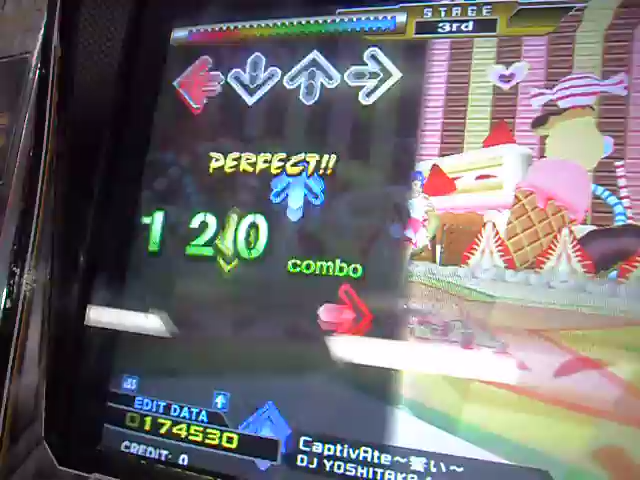 STAGE
3rd
PERFECT!!
120
combo
EDIT DATA
0174530
CREDIT: 0
CaptivAte～誓い～
DJ YOSHITAKA